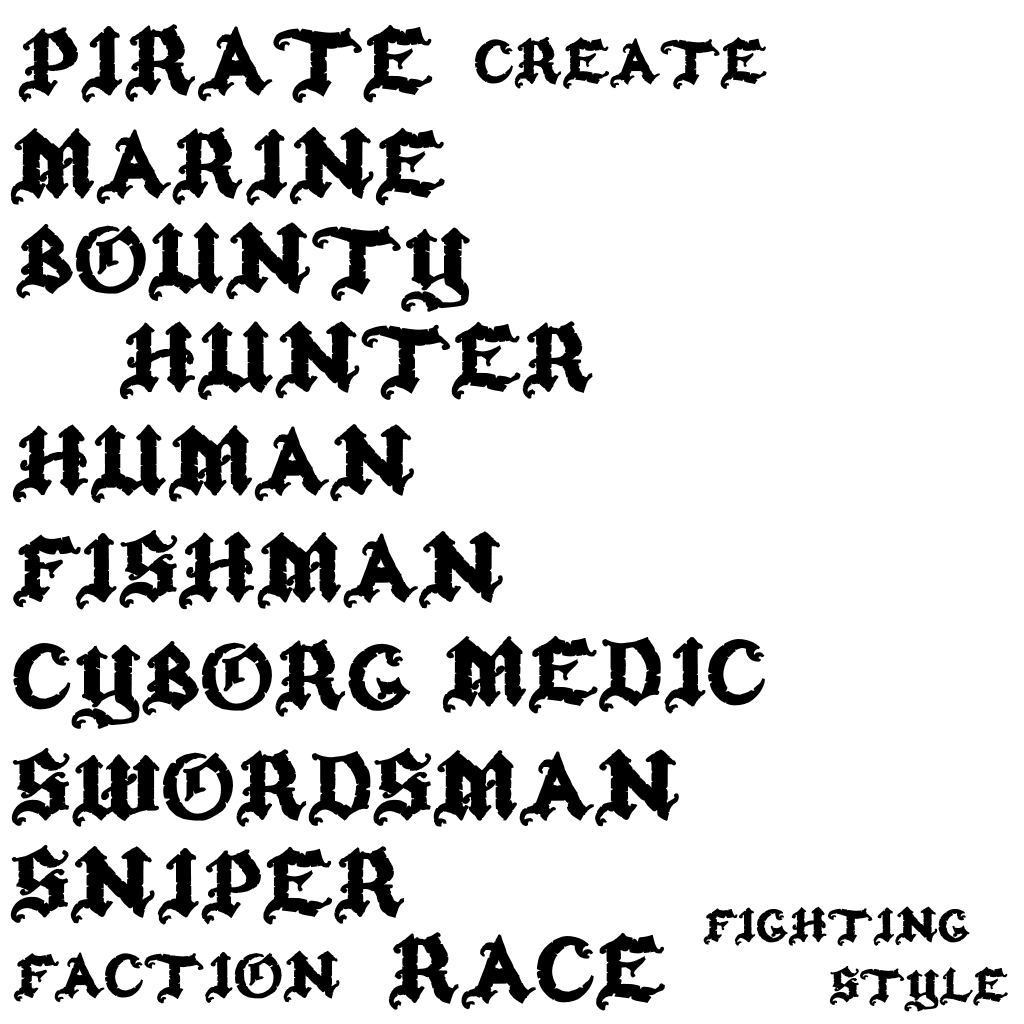 PIRATE CREATE
MARINE
BOUNTY
HUNTER
HUMAN
FISHMAN
CYBORG MEDIC
SWORDSMAN
SNIPER
FACTION RACE FIGHTING
STYLE